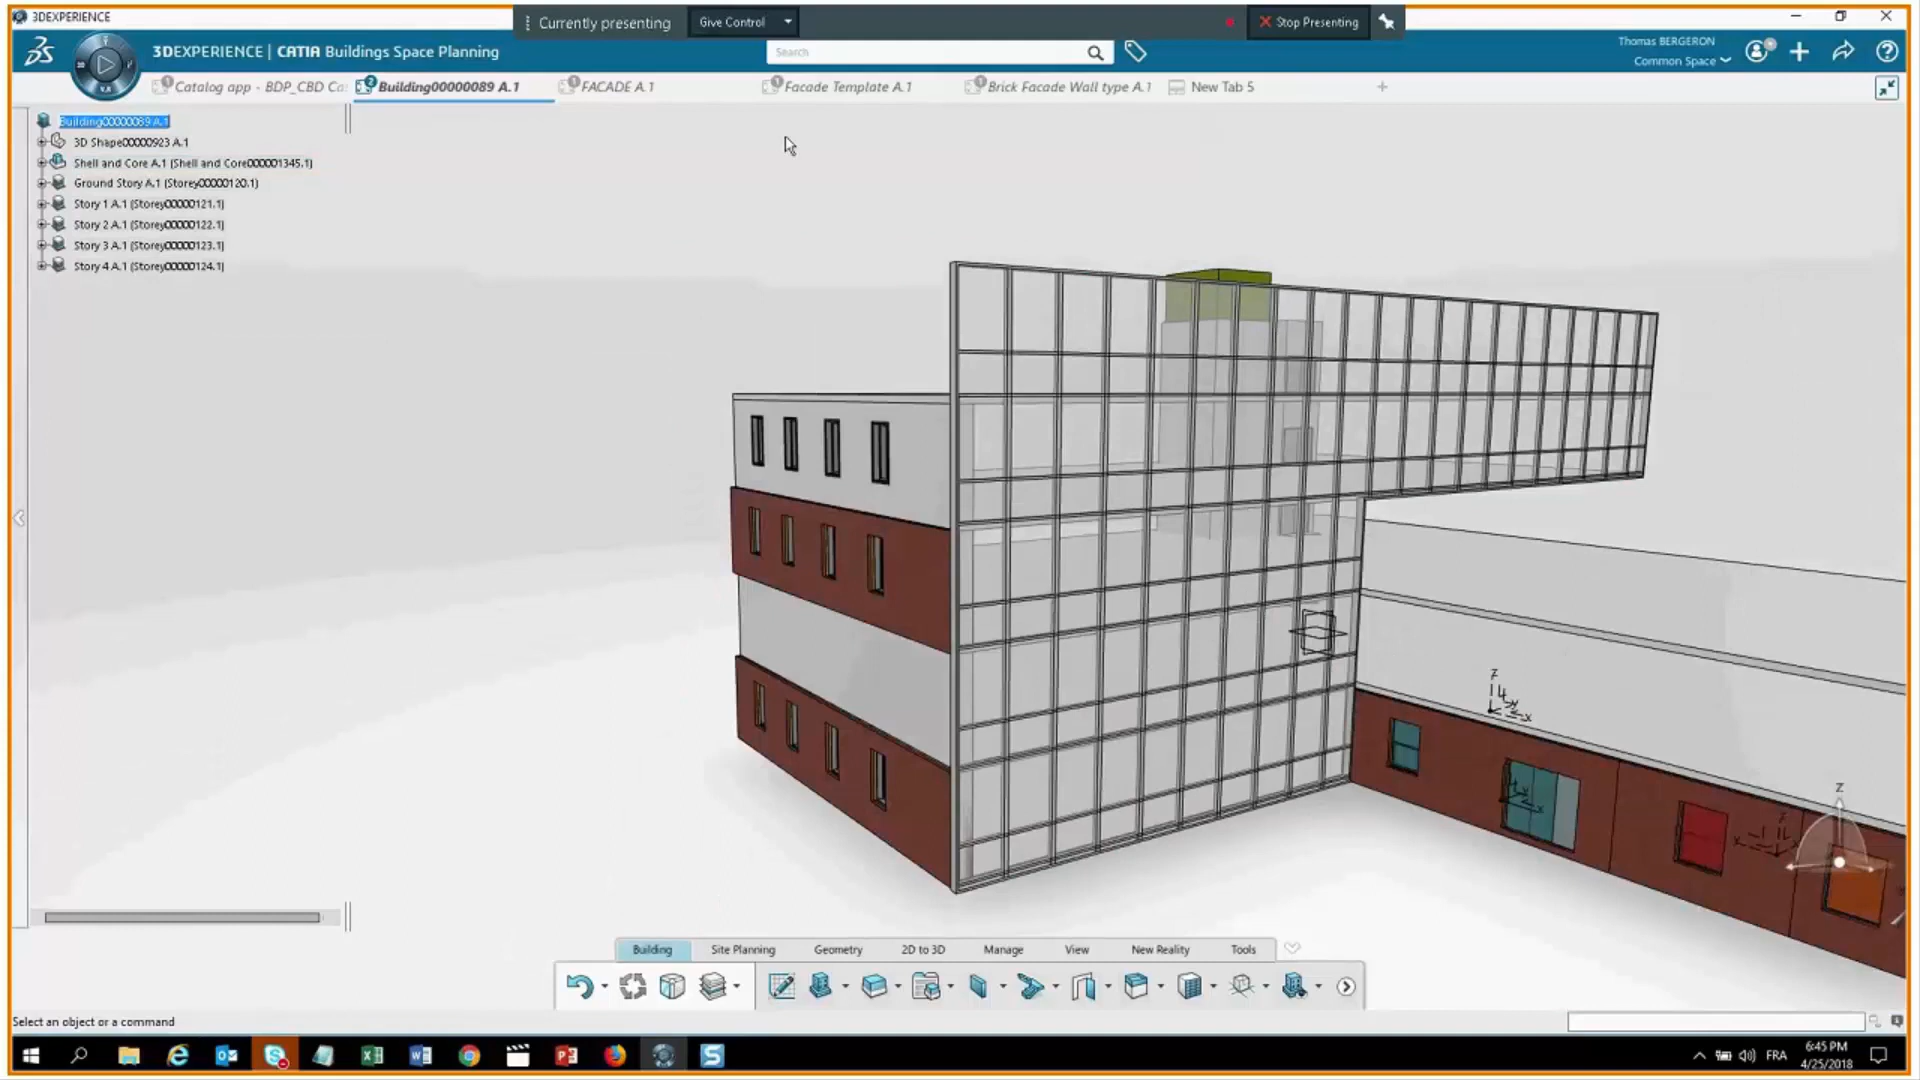 3DEXPERIENCE
Currently presenting
Give Control
Stop Presenting
3DEXPERIENCE | CATIA Buildings Space Planning
Search
Thomas BERGERON
Common Space
Catalog app - BDP_CBD Ca
Building00000089 A.1
FACADE A.1
Facade Template A.1
Brick Facade Wall type A.1
New Tab 5
Building00000089 A.1
3D Shape00000923 A.1
Shell and Core A.1 (Shell and Core000001345.1)
Ground Story A.1 (Storey00000120.1)
Story 1 A.1 (Storey00000121.1)
Story 2 A.1 (Storey00000122.1)
Story 3 A.1 (Storey00000123.1)
Story 4 A.1 (Storey00000124.1)
Z
Z
Building
Site Planning
Geometry
2D to 3D
Manage
View
New Reality
Tools
Select an object or a command
FRA
6:45 PM
4/25/2018